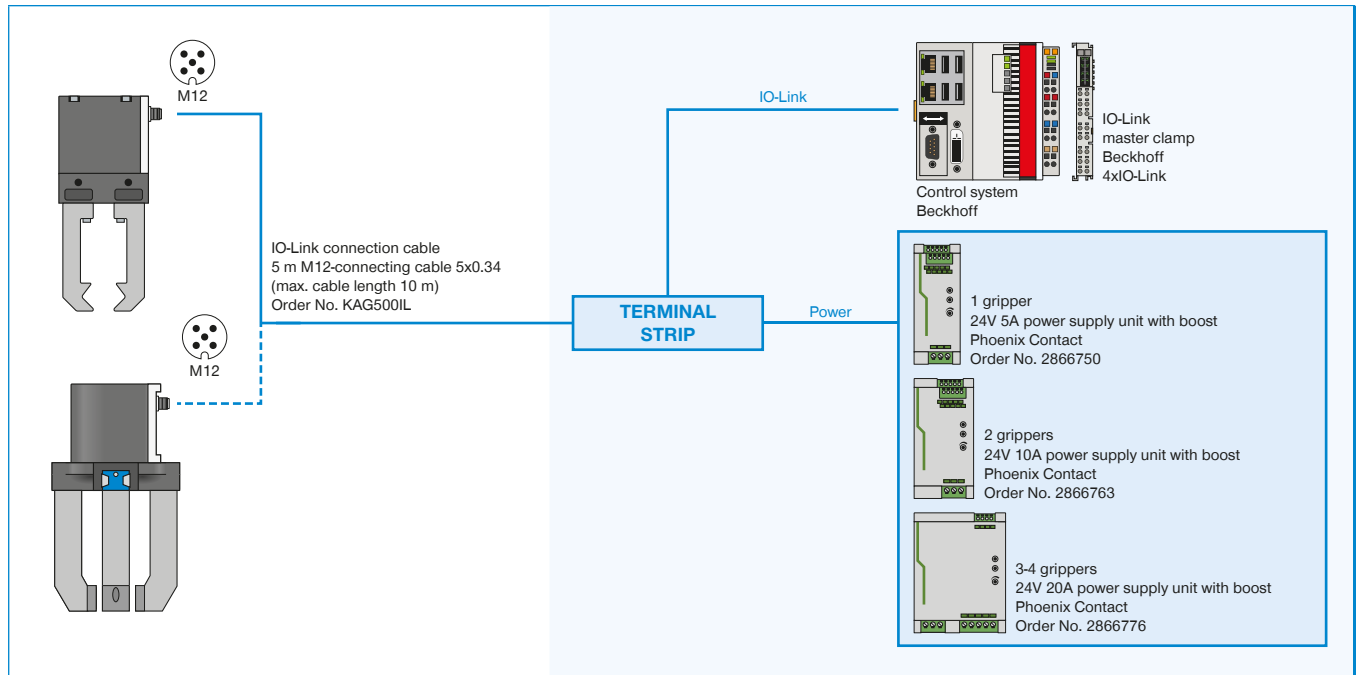 M12
IO-Link connection cable
5 m M12-connecting cable 5x0.34
(max. cable length 10 m)
Order No. KAG500IL
M12
TERMINAL
STRIP
IO-Link
Power
Control system
Beckhoff
IO-Link
master clamp
Beckhoff
4xIO-Link
1 gripper
24V 5A power supply unit with boost
Phoenix Contact
Order No. 2866750
2 grippers
24V 10A power supply unit with boost
Phoenix Contact
Order No. 2866763
3-4 grippers
24V 20A power supply unit with boost
Phoenix Contact
Order No. 2866776